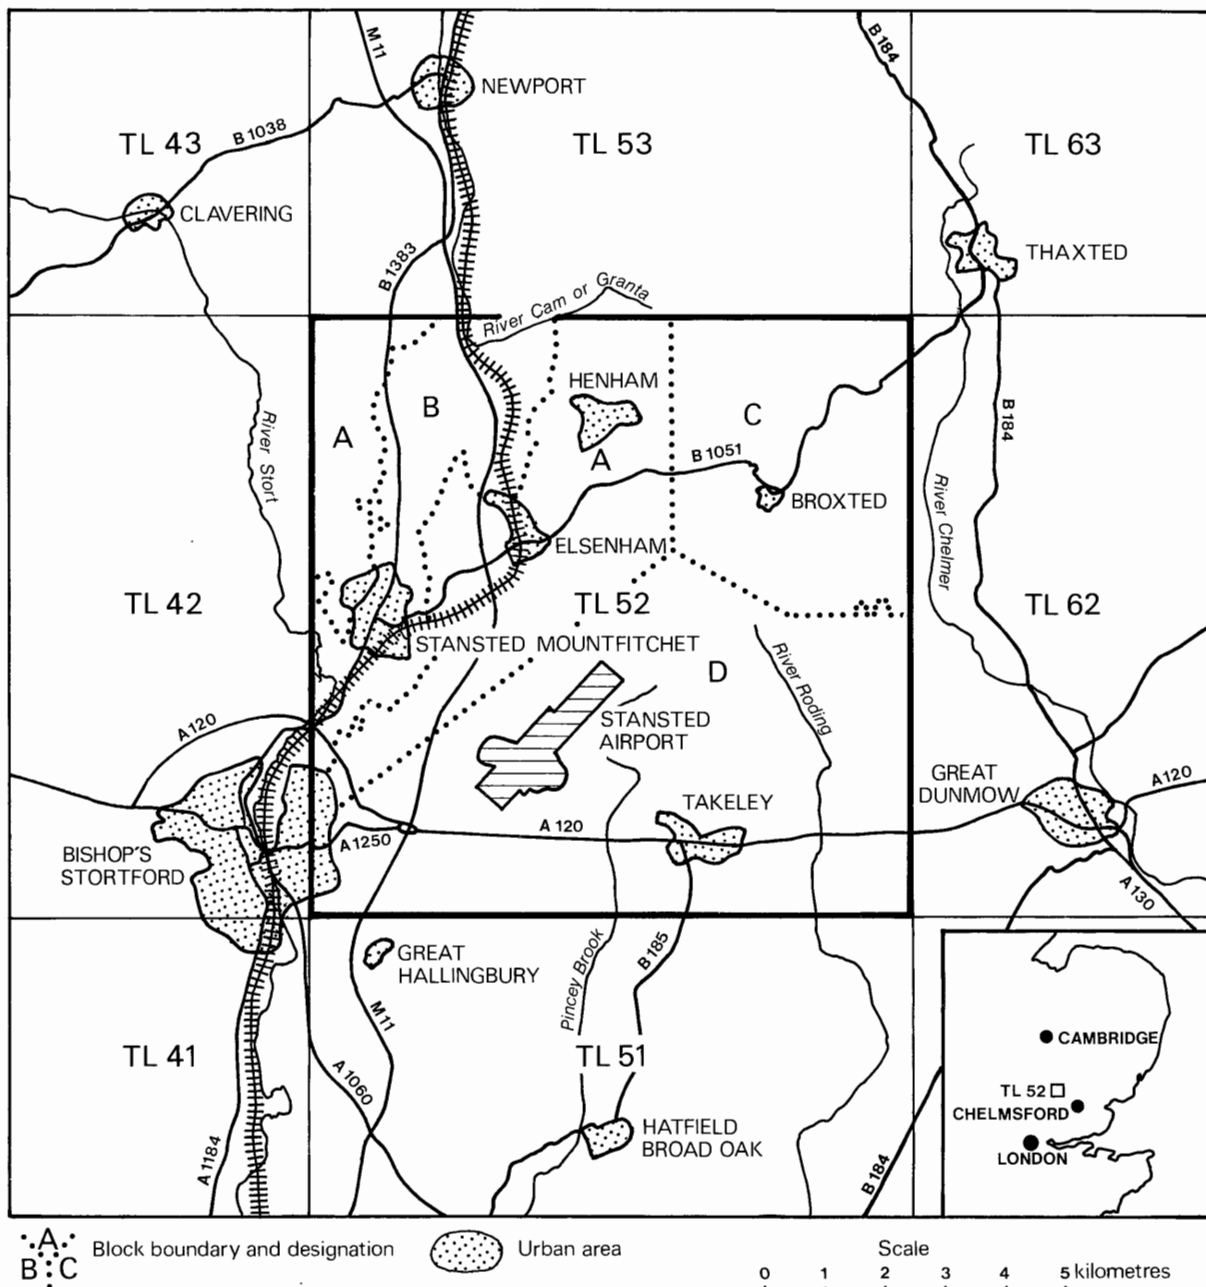 M 11
B 184
NEWPORT
TL 43
B 1038
TL 53
TL 63
CLAVERING
THAXTED
B 1383
River Cam or Granta
HENHAM
B
C
A
River Stort
A
B 1051
B 184
BROXTED
River Chelmer
ELSENHAM
TL 42
TL 52
TL 62
STANSTED MOUNTFITCHET
D
River Roding
A 120
STANSTED
AIRPORT
GREAT
DUNMOW
A 120
TAKELEY
A 120
A 1250
BISHOP'S
STORTFORD
A 130
GREAT
HALLINGBURY
Pincey Brook
B 185
M 11
TL 41
TL 51
A 1060
HATFIELD
BROAD OAK
A 1184
B 184
CAMBRIDGE
TL 52
CHELMSFORD
LONDON
A
B C
Block boundary and designation
Urban area
Scale
0 1 2 3 4 5 kilometres